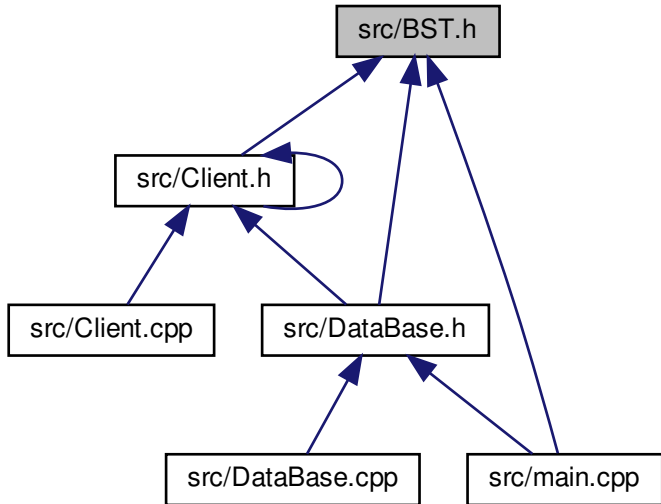 src/BST.h
src/Client.h
src/Client.cpp
src/DataBase.h
src/DataBase.cpp
src/main.cpp